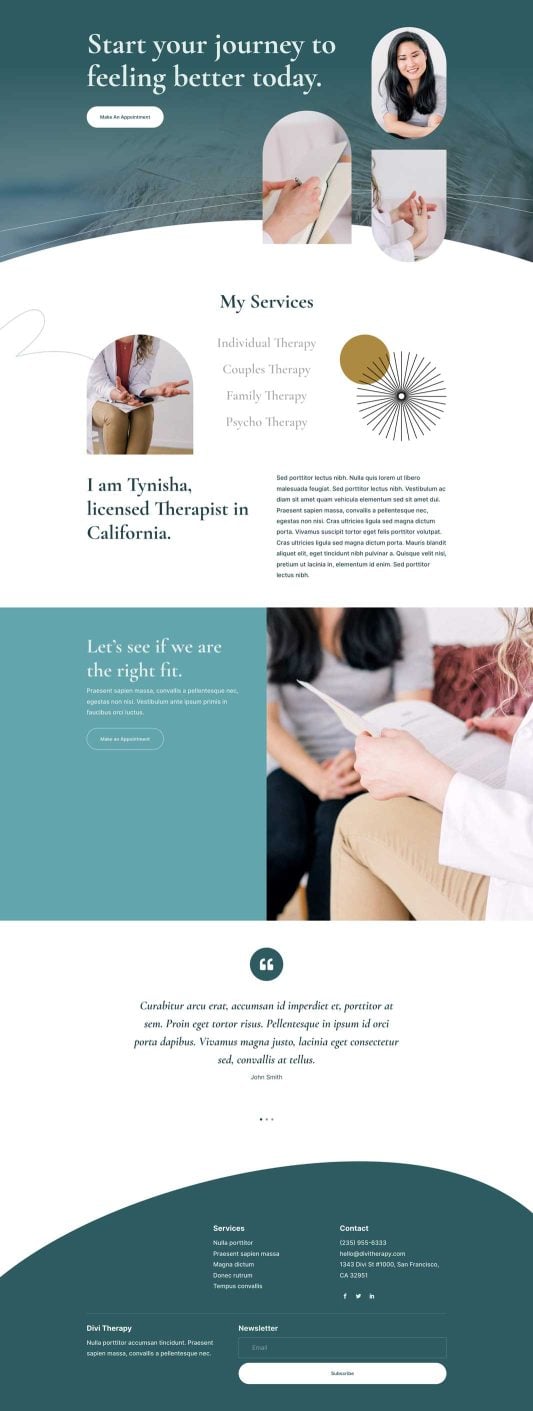 Start your journey to
feeling better today.
Make An Appointment
My Services
Individual Therapy
Couples Therapy
Family Therapy
Psycho Therapy
I am Tynisha,
licensed Therapist in
California.
Sed porttitor lectus nibh. Nulla quis lorem ut libero
malesuada feugiat. Sed porttitor lectus nibh. Vestibulum ac
diam sit amet quam vehicula elementum sed sit amet dui.
Praesent sapien massa, convallis a pellentesque nec,
egestas non nisi. Cras ultricies ligula sed magna dictum
porta. Vivamus suscipit tortor eget felis porttitor volutpat.
Cras ultricies ligula sed magna dictum porta. Mauris blandit
aliquet elit, eget tincidunt nibh pulvinar a. Quisque velit nisi,
pretium ut lacinia in, elementum id enim. Sed porttitor
lectus nibh.
Let's see if we are
the right fit.
Praesent sapien massa, convallis a pellentesque nec,
egestas non nisi. Vestibulum ante ipsum primis in
faucibus orci luctus.
Make an Appointment
Curabitur arcu erat, accumsan id imperdiet et, porttitor at
sem. Proin eget tortor risus. Pellentesque in ipsum id orci
porta dapibus. Vivamus magna justo, lacinia eget consectetur
sed, convallis at tellus.
John Smith
Services
Nulla porttitor
Praesent sapien massa
Magna dictum
Donec rutrum
Tempus convallis
Contact
(235) 955-6333
hello@divitherapy.com
1343 Divi St #1000, San Francisco,
CA 32951
Divi Therapy
Nulla porttitor accumsan tincidunt. Praesent
sapien massa, convallis a pellentesque nec.
Newsletter
Email
Subscribe